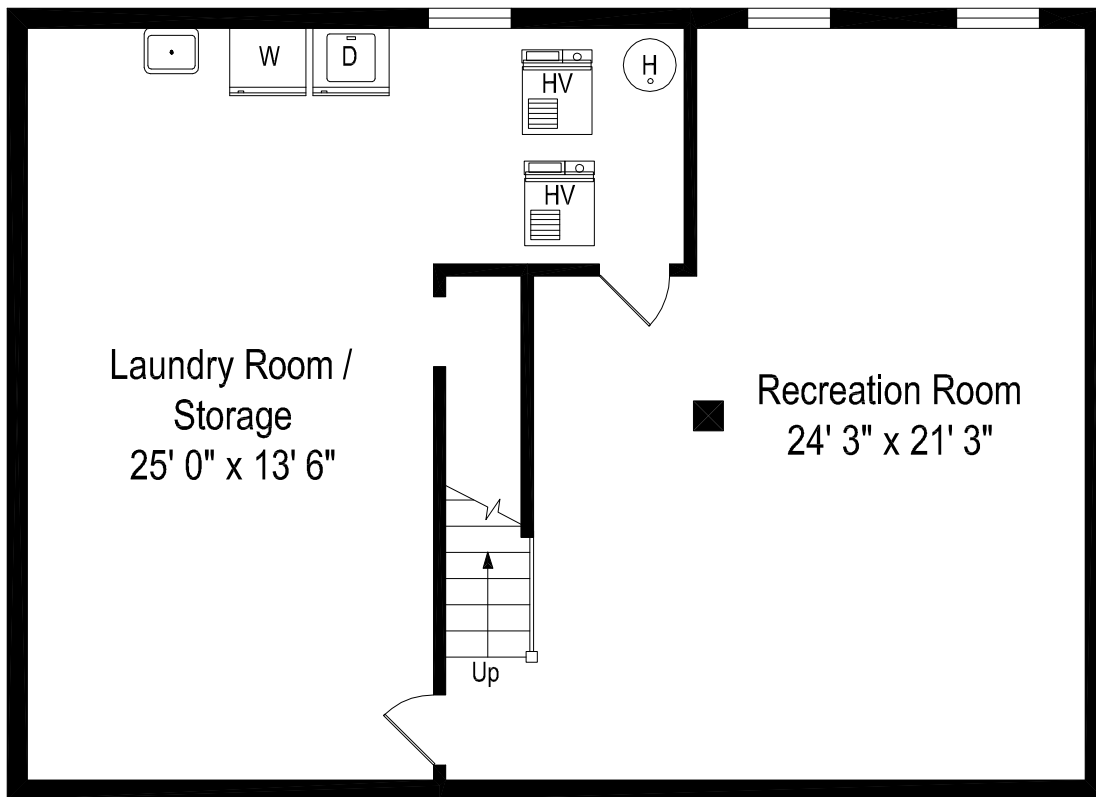 W
D
HV
H
HV
Laundry Room /
Storage
25' 0" x 13' 6"
Recreation Room
24' 3" x 21' 3"
Up